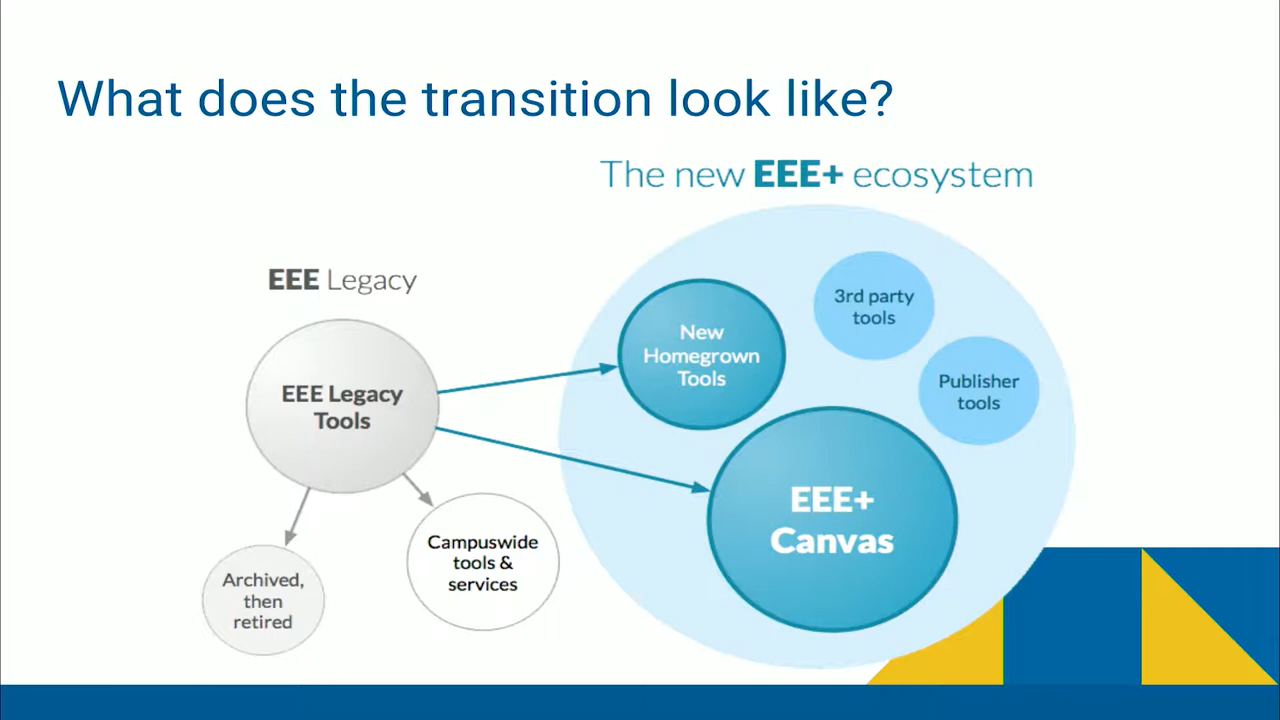 What does the transition look like?
The new EEE+ ecosystem
EEE Legacy
EEE Legacy
Tools
Archived,
then
retired
Campuswide
tools &
services
New
Homegrown
Tools
3rd party
tools
Publisher
tools
EEE+
Canvas